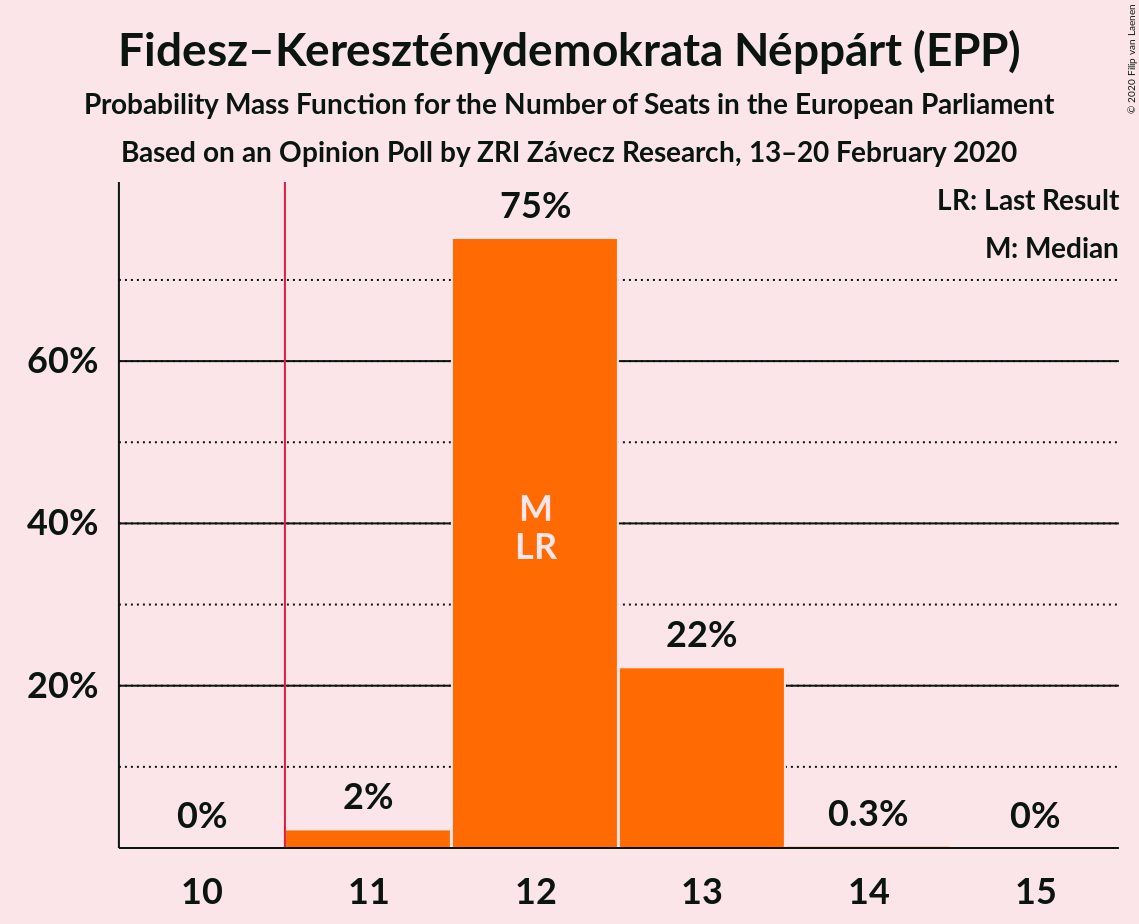 Fidesz–Kereszténydemokrata Néppárt (EPP)
Probability Mass Function for the Number of Seats in the European Parliament
Based on an Opinion Poll by ZRI Závecz Research, 13–20 February 2020
© 2020 Filip van Laenen
LR: Last Result
M: Median
75%
60%
M
40%
LR
22%
20%
2%
0%
0.3%
0%
10 11 12 13 14 15